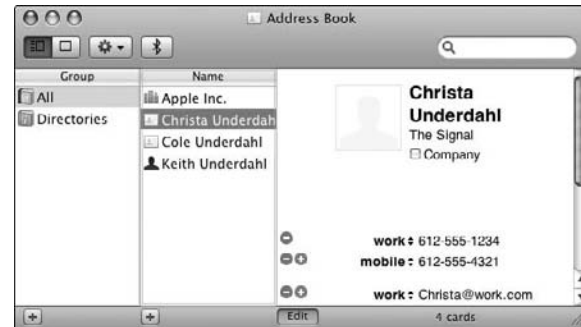 Address Book
Group
Name
All
Directories
Apple Inc.
Christa Underdah
Cole Underdahl
Keith Underdahl
Christa
Underdahl
The Signal
Company
work 612-555-1234
mobile 612-555-4321
work Christa@work.com
Edit
4 cards